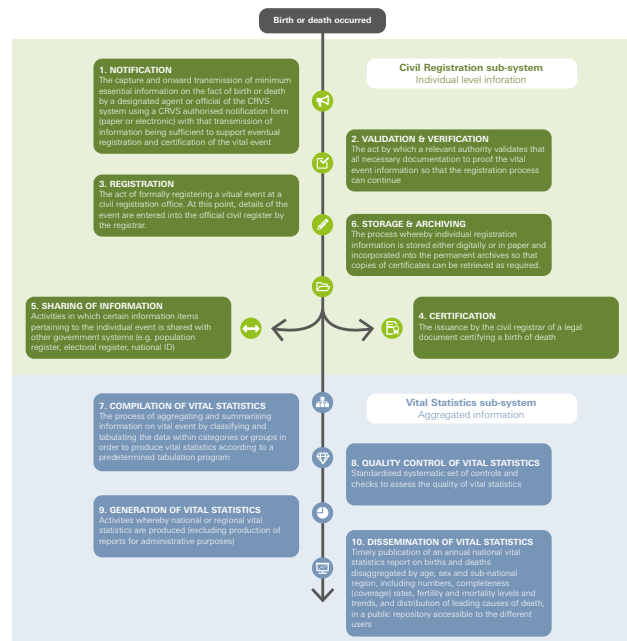 Birth or death occurred
1. NOTIFICATION
The capture and onward transmission of minimum
essential information on the fact of birth or death
by a designated agent or official of the CRVS
system using a CRVS authorised notification form
(paper or electronic) with that transmission of
information being sufficient to support eventual
registration and certification of the vital event
Civil Registration sub-system
Individual level inforation
2. VALIDATION & VERIFICATION
The act by which a relevant authority validates that
all necessary documentation to proof the vital
event information so that the registration process
can continue
3. REGISTRATION
The act of formally registering a vitual event at a
civil registration office. At this point, details of the
event are entered into the official civil register by
the registrar.
6. STORAGE & ARCHIVING
The process whereby individual registration
information is stored either digitally or in paper and
incorporated into the permanent archives so that
copies of certificates can be retrieved as required.
5. SHARING OF INFORMATION
Activities in which certain information items
pertaining to the individual event is shared with
other government systems (e.g. population
register, electoral register, national ID)
4. CERTIFICATION
The issuance by the civil registrar of a legal
document certifying a birth of death
7. COMPILATION OF VITAL STATISTICS
The process of aggregating and summarising
information on vital event by classifying and
tabulating the data within categories or groups in
order to produce vital statistics according to a
predetermined tabulation program
Vital Statistics sub-system
Aggregated information
8. QUALITY CONTROL OF VITAL STATISTICS
Standardised systematic set of controls and
checks to assess the quality of vital statistics
9. GENERATION OF VITAL STATISTICS
Activities whereby national or regional vital
statistics are produced (excluding production of
reports for administrative purposes)
10. DISSEMINATION OF VITAL STATISTICS
Timely publication of an annual national vital
statistics report on births and deaths
disaggregated by age, sex and sub-national
region, including numbers, completeness
(coverage) rates, fertility and mortality levels and
trends, and distribution of leading causes of death,
in a public repository accessible to the different
users